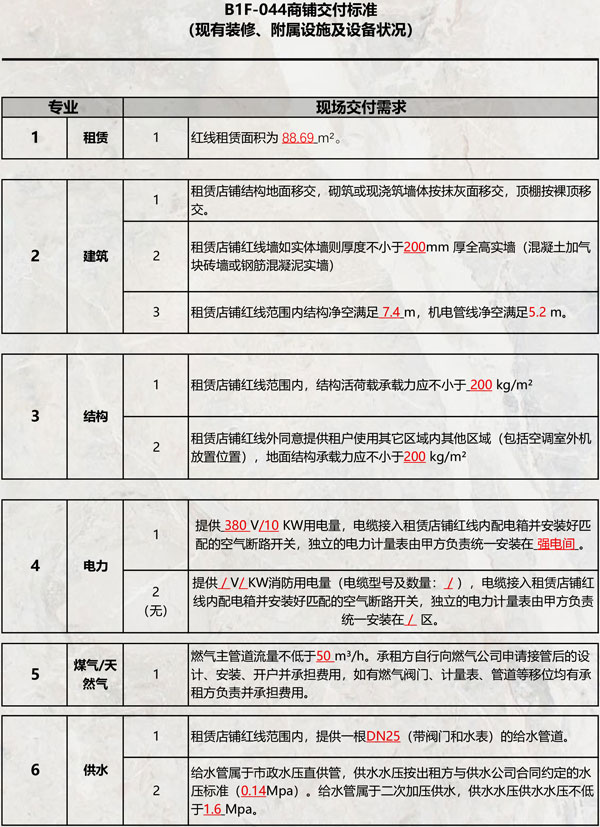 B1F-044商铺交付标准
（现有装修、附属设施及设备状况）
专业 现场交付需求
1 租赁 1 红线租赁面积为 88.69 m²。
2 建筑
1 租赁店铺结构地面移交，砌筑或现浇筑墙体按抹灰面移交，顶棚按裸顶移
交。
2 租赁店铺红线墙如实体墙则厚度不小于200mm 厚全高实墙（混凝土加气
块砖墙或钢筋混凝泥实墙）
3 租赁店铺红线范围内结构净空满足 7.4 m，机电管线净空满足5.2 m。
3 结构
1 租赁店铺红线范围内，结构活荷载承载力应不小于 200 kg/m²
2 租赁店铺红线外同意提供租户使用其它区域内其他区域（包括空调室外机
放置位置），地面结构承载力应不小于200 kg/m²
4 电力
1 提供 380 V/10 KW用电量，电缆接入租赁店铺红线内配电箱并安装好匹
配的空气断路开关，独立的电力计量表由甲方负责统一安装在 强电间 。
2
（无）
提供 / V/ KW消防用电量（电缆型号及数量： / ），电缆接入租赁店铺红
线内配电箱并安装好匹配的空气断路开关，独立的电力计量表由甲方负责
统一安装在 / 区。
5 煤气/天
然气
1 燃气主管道流量不低于50 m³/h。承租方自行向燃气公司申请接管后的设
计、安装、开户并承担费用，如有燃气阀门、计量表、管道等移位均有承
租方负责并承担费用。
6 供水
1 租赁店铺红线范围内，提供一根DN25（带阀门和水表）的给水管道。
2 给水管属于市政水压直供管，供水水压按出租方与供水公司合同约定的水
压标准（0.14Mpa）。给水管属于二次加压供水，供水水压供水水压不低
于1.6 Mpa。